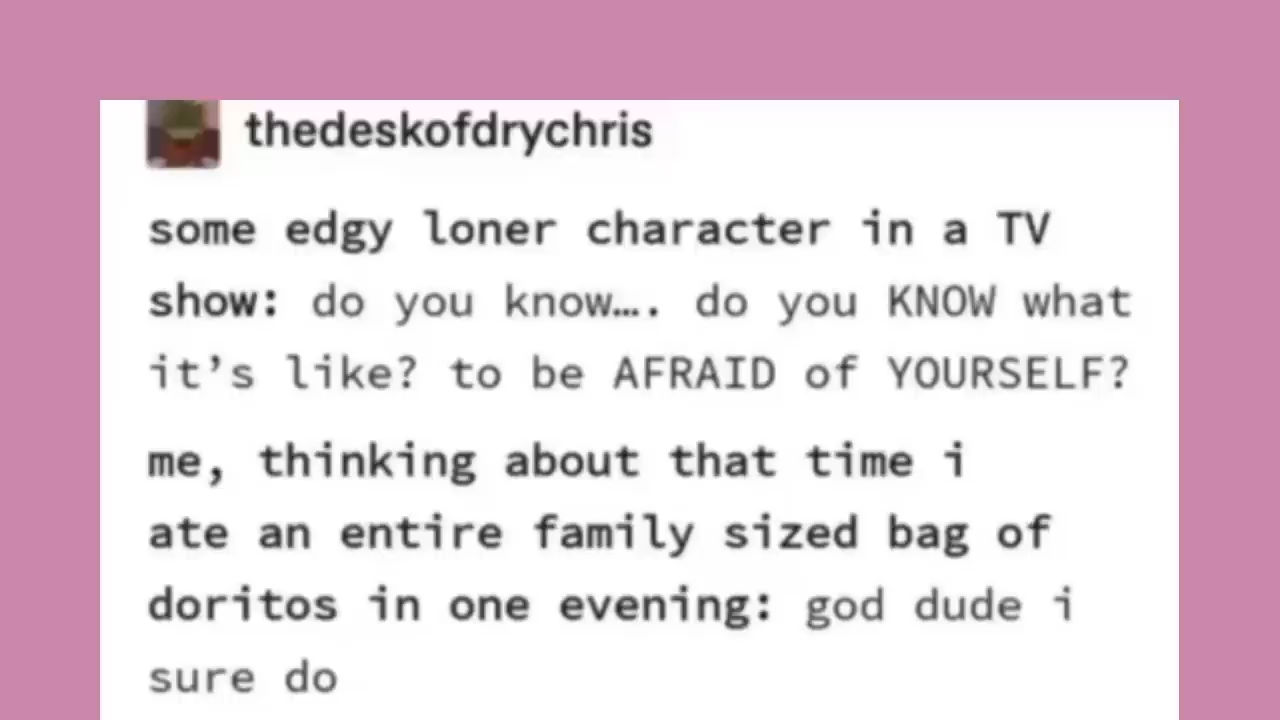 thedeskofdrychris
some edgy loner character in a TV
show: do you know…. do you KNOW what
it’s like? to be AFRAID of YOURSELF?
me, thinking about that time i
ate an entire family sized bag of
doritos in one evening: god dude i
sure do